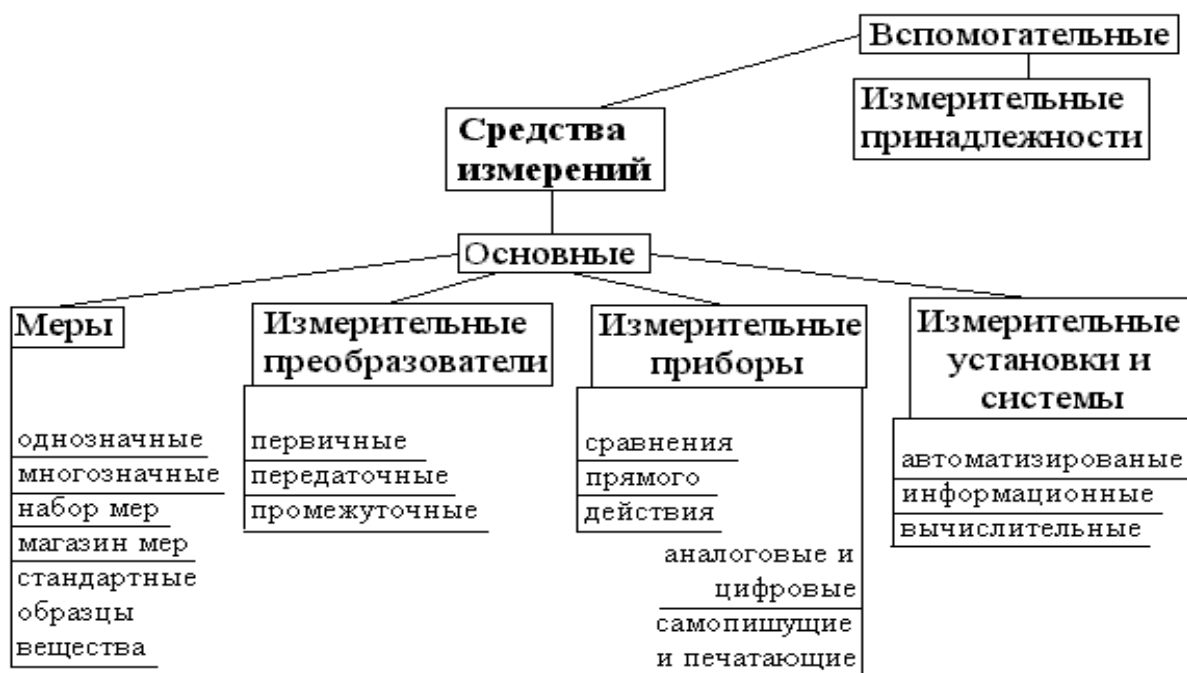 Вспомогательные
Измерительные
принадлежности
Средства
измерений
Основные
Меры
однозначные
многозначные
набор мер
магазин мер
стандартные
образцы
вещества
Измерительные
преобразователи
первичные
передаточные
промежуточные
Измерительные
приборы
сравнения
прямого
действия
аналоговые и
цифровые
самопишущие
и печатающие
Измерительные
установки и
системы
автоматизированые
информационные
вычислительные